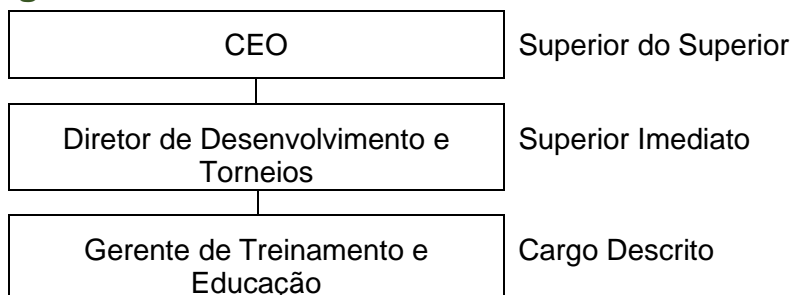 CEO
Superior do Superior
Diretor de Desenvolvimento e
Torneios
Superior Imediato
Gerente de Treinamento e
Educação
Cargo Descrito